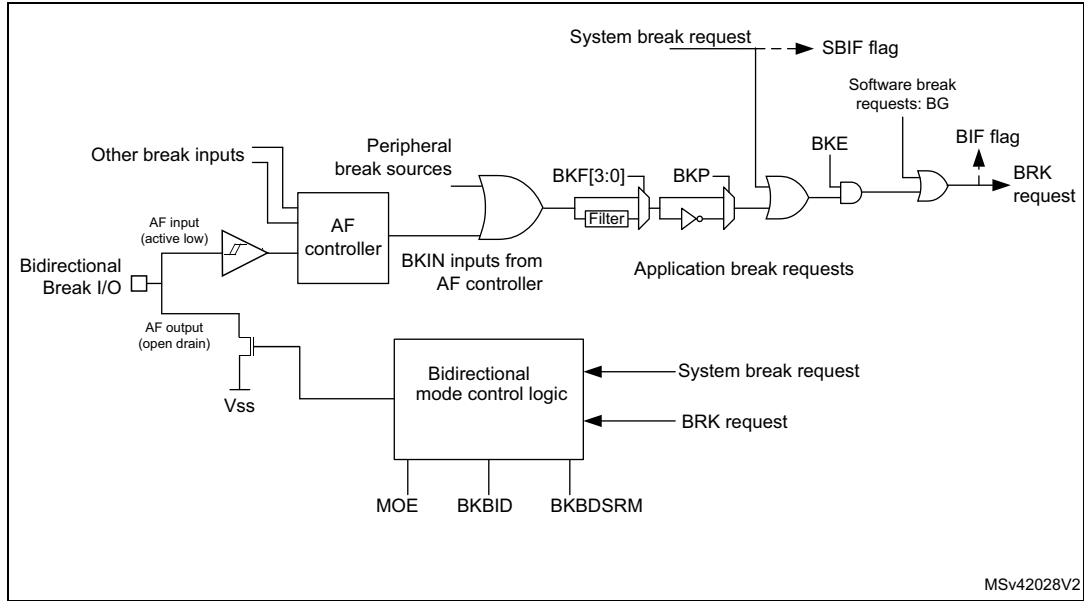 System break request
SBIF flag
Software break
requests: BG
BIF flag
BRK
request
BKE
Peripheral
break sources
Other break inputs
BKF[3:0]
BKP
Filter
AF input
(active low)
AF
controller
BKIN inputs from
AF controller
Application break requests
Bidirectional
Break I/O
AF output
(open drain)
Vss
Bidirectional
mode control logic
System break request
BRK request
MOE
BKBID
BKBDSRM
MSv42028V2